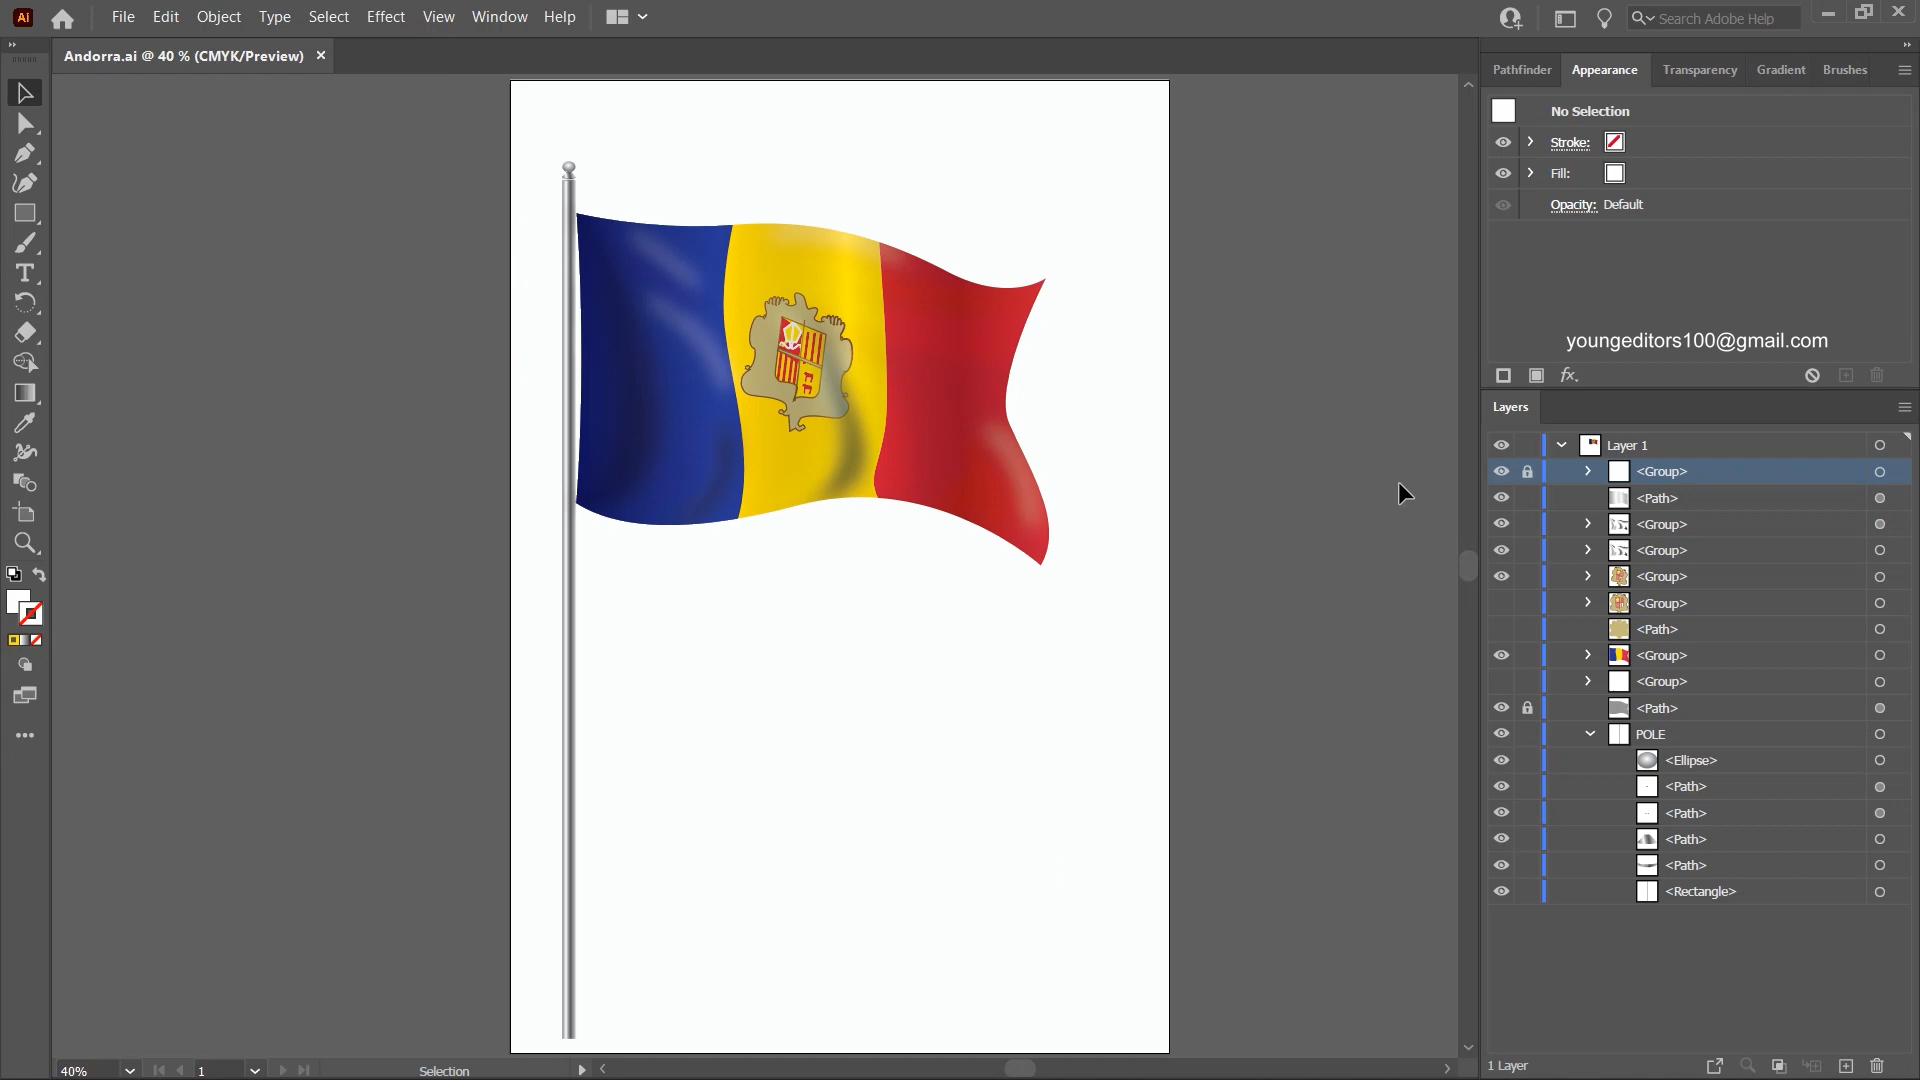 Ai File Edit Object Type Select Effect View Window Help Search Adobe Help
Andorra.ai @ 40 % (CMYK/Preview) ×
Pathfinder Appearance Transparency Gradient Brushes
No Selection
Stroke:
Fill:
Opacity: Default
youngeditors100@gmail.com
fx.
Layers
Layer 1
<Group>
<Path>
<Group>
<Group>
<Group>
<Group>
<Path>
<Group>
<Group>
<Path>
POLE
<Ellipse>
<Path>
<Path>
<Path>
<Path>
<Rectangle>
1 Layer
40% 1 Selection